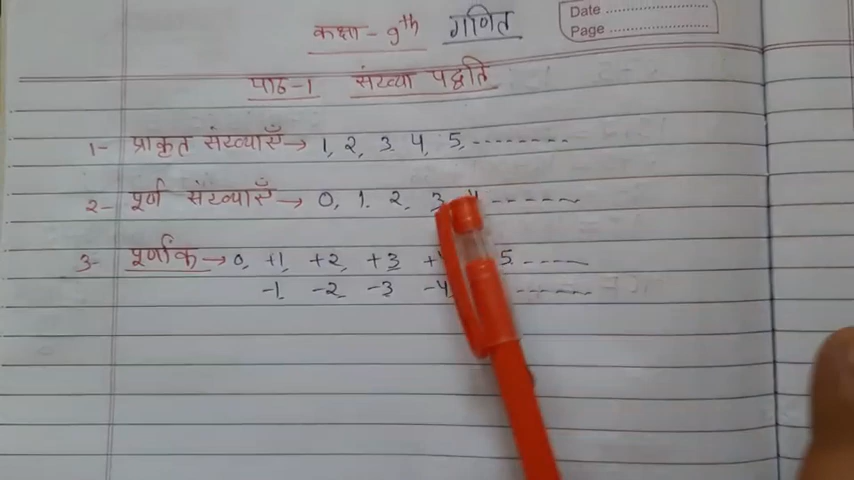 Date
Page
कक्षा - 9th गणित
पाठ-1 संख्या पद्धति
1- प्राकृत संख्याएँ → 1, 2, 3, 4, 5, --------
2- पूर्ण संख्याएँ → 0, 1, 2, 3, 4 ------
3- पूर्णांक → 0, +1, +2, +3, + 5, -----
-1, -2, -3, -4, ------